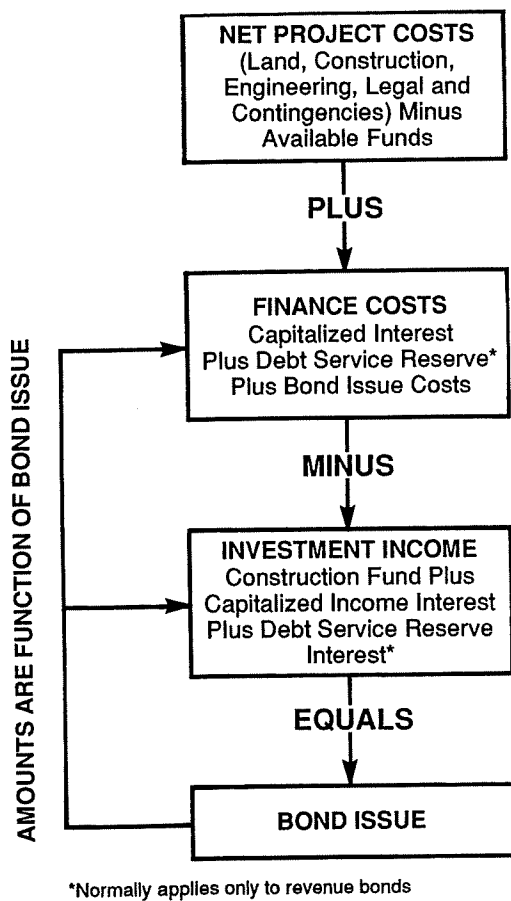 NET PROJECT COSTS
(Land, Construction,
Engineering, Legal and
Contingencies) Minus
Available Funds
PLUS
FINANCE COSTS
Capitalized Interest
Plus Debt Service Reserve*
Plus Bond Issue Costs
MINUS
INVESTMENT INCOME
Construction Fund Plus
Capitalized Income Interest
Plus Debt Service Reserve
Interest*
EQUALS
BOND ISSUE
AMOUNTS ARE FUNCTION OF BOND ISSUE
*Normally applies only to revenue bonds